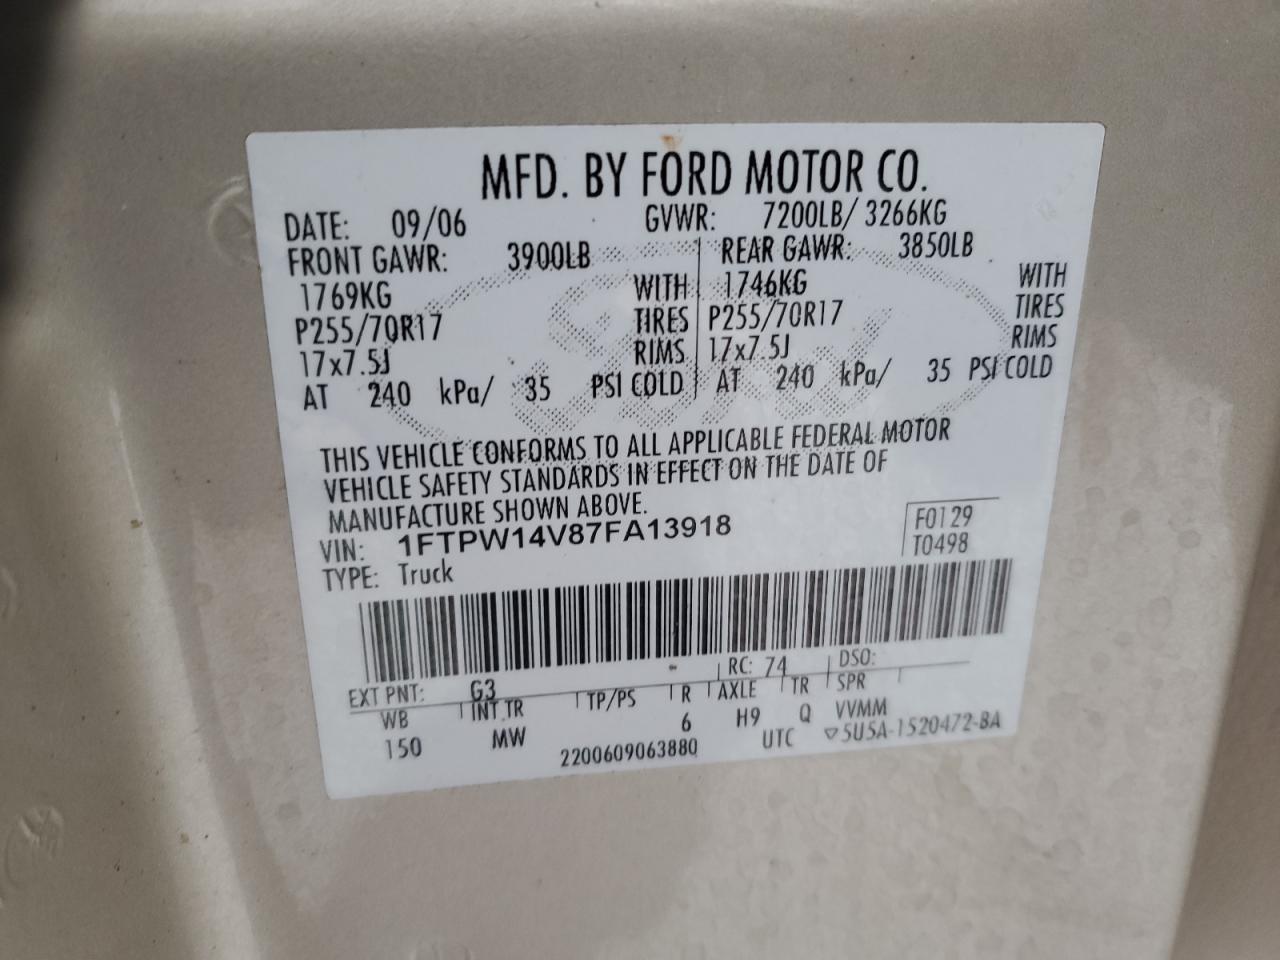 MFD. BY FORD MOTOR CO.
DATE: 09/06 GVWR: 7200LB/ 3266KG
FRONT GAWR: 3900LB REAR GAWR: 3850LB
1769KG WITH 1746KG WITH
P255/70R17 TIRES P255/70R17 TIRES
17x7.5J RIMS 17x7.5J RIMS
AT 240 kPa/ 35 PSI COLD AT 240 kPa/ 35 PSI COLD
THIS VEHICLE CONFORMS TO ALL APPLICABLE FEDERAL MOTOR
VEHICLE SAFETY STANDARDS IN EFFECT ON THE DATE OF
MANUFACTURE SHOWN ABOVE.
VIN: 1FTPW14V87FA13918 F0129
TYPE: Truck T0498
EXT PNT: G3 RC: 74 DSO:
WB INT TR TP/PS R AXLE TR SPR
150 MW 6 H9 Q VVMM
2200609063880 UTC ▽5U5A-1520472-BA